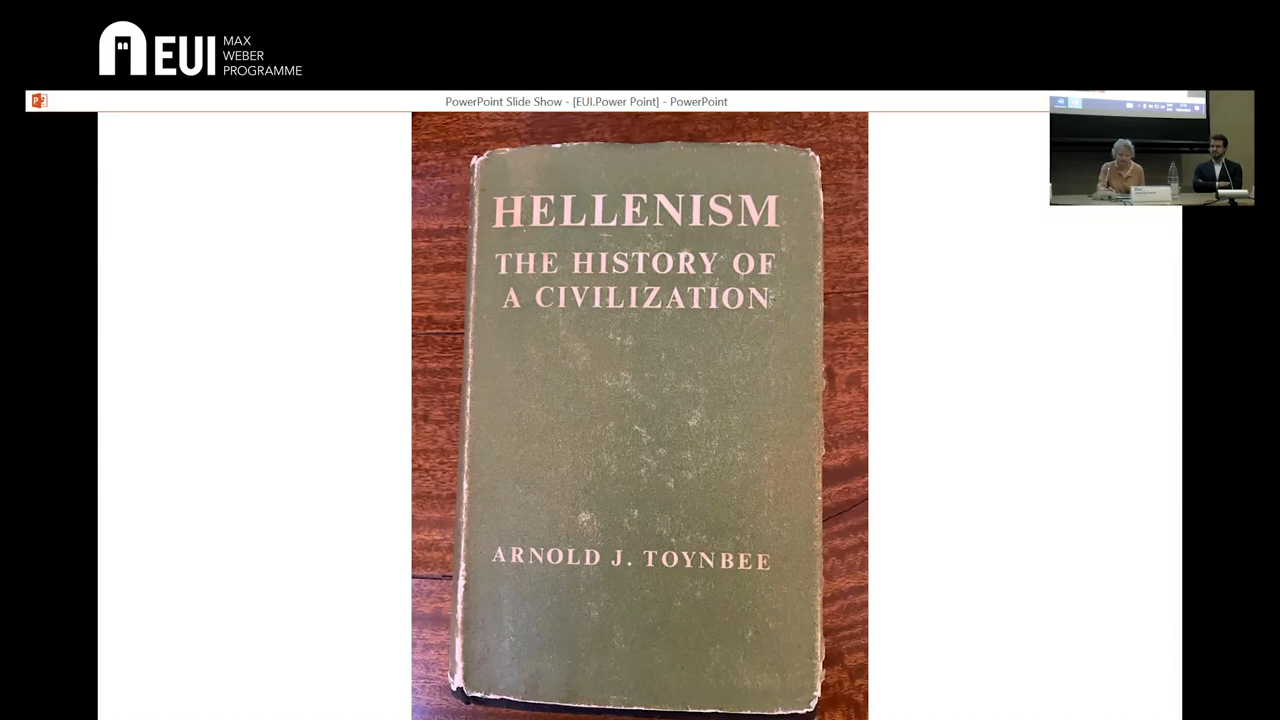 EUI
MAX
WEBER
PROGRAMME
PowerPoint Slide Show - [EUI.Power Point] - PowerPoint
HELLENISM
THE HISTORY OF
A CIVILIZATION
ARNOLD J. TOYNBEE